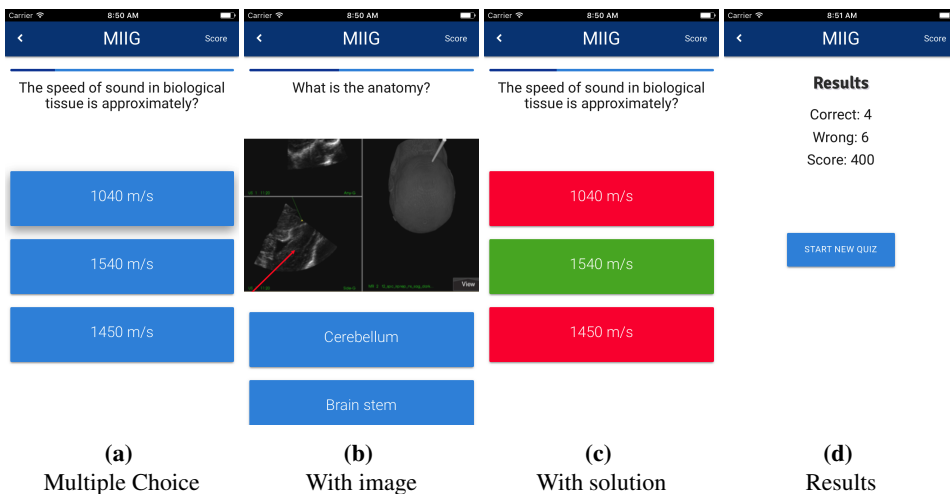 Carrier 8:50 AM
MIIG Score
The speed of sound in biological
tissue is approximately?
1040 m/s
1540 m/s
1450 m/s
(a)
Multiple Choice
Carrier 8:50 AM
MIIG Score
What is the anatomy?
View
Cerebellum
Brain stem
(b)
With image
Carrier 8:50 AM
MIIG Score
The speed of sound in biological
tissue is approximately?
1040 m/s
1540 m/s
1450 m/s
(c)
With solution
Carrier 8:51 AM
MIIG Score
Results
Correct: 4
Wrong: 6
Score: 400
START NEW QUIZ
(d)
Results